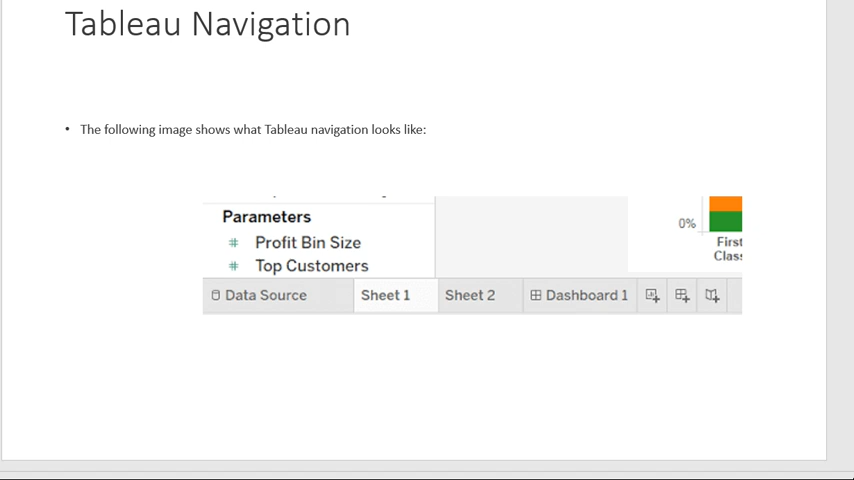 Tableau Navigation
• The following image shows what Tableau navigation looks like:
Parameters
# Profit Bin Size
# Top Customers
0%
First
Class
Data Source Sheet 1 Sheet 2 Dashboard 1